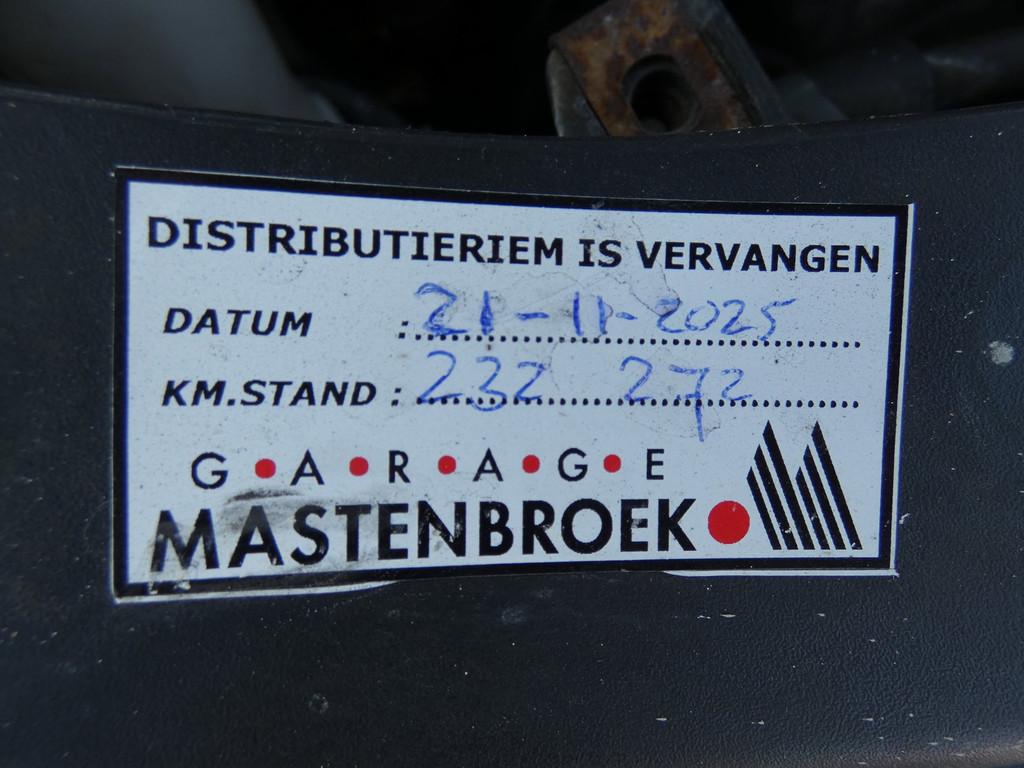 DISTRIBUTIERIEM IS VERVANGEN
DATUM : 21-11-2025
KM.STAND : 232 272
G•A•R•A•G•E
MASTENBROEK